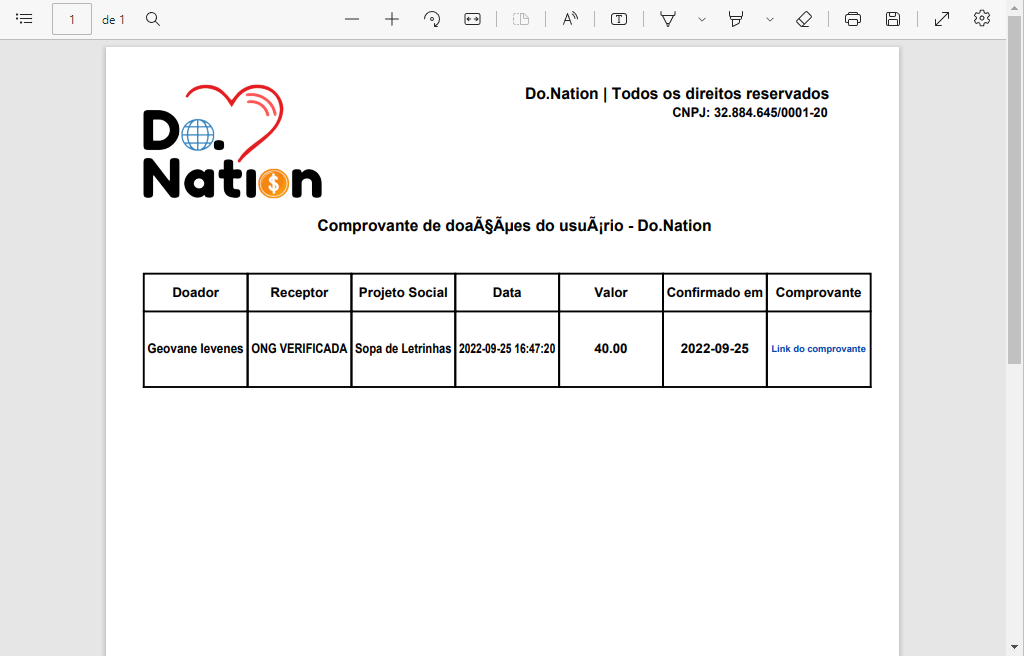 1 de 1
Do.
Nation
Do.Nation | Todos os direitos reservados
CNPJ: 32.884.645/0001-20
Comprovante de doaÃ§Ãµes do usuÃ¡rio - Do.Nation
Doador Receptor Projeto Social Data Valor Confirmado em Comprovante
Geovane levenes ONG VERIFICADA Sopa de Letrinhas 2022-09-25 16:47:20 40.00 2022-09-25 Link do comprovante